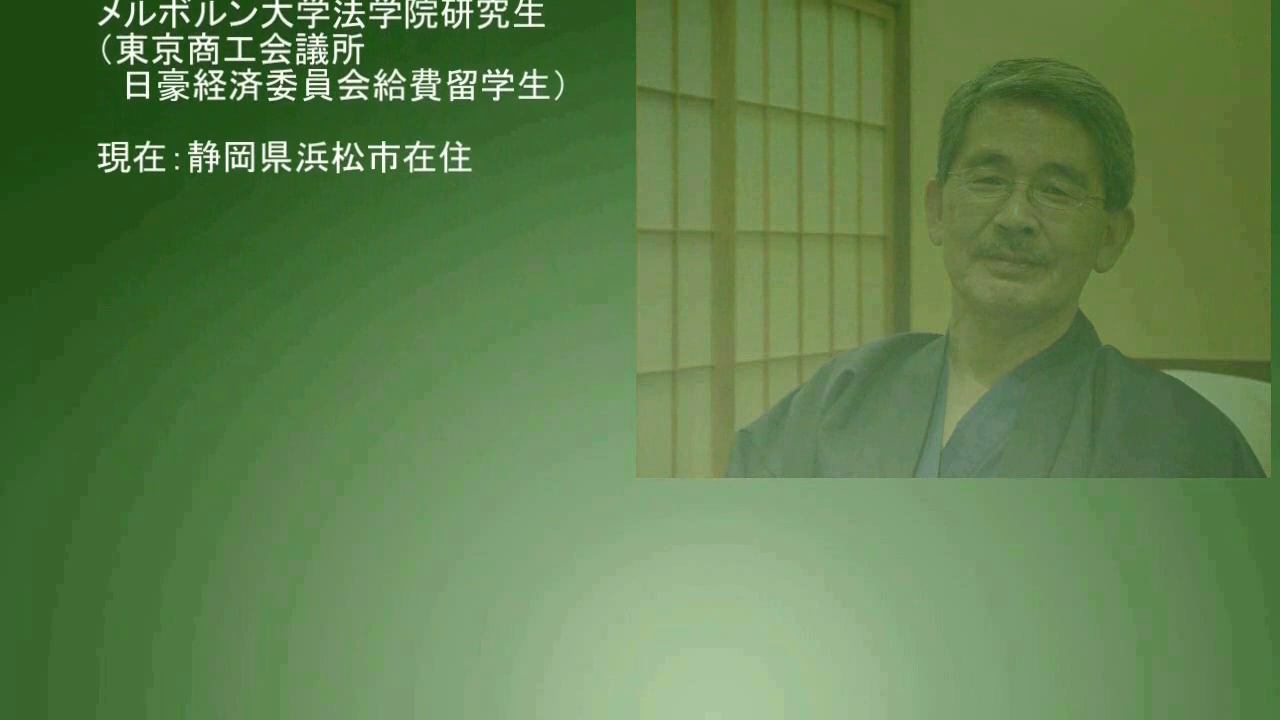 メルボルン大学法学院研究生
（東京商工会議所
日豪経済委員会給費留学生）
現在：静岡県浜松市在住